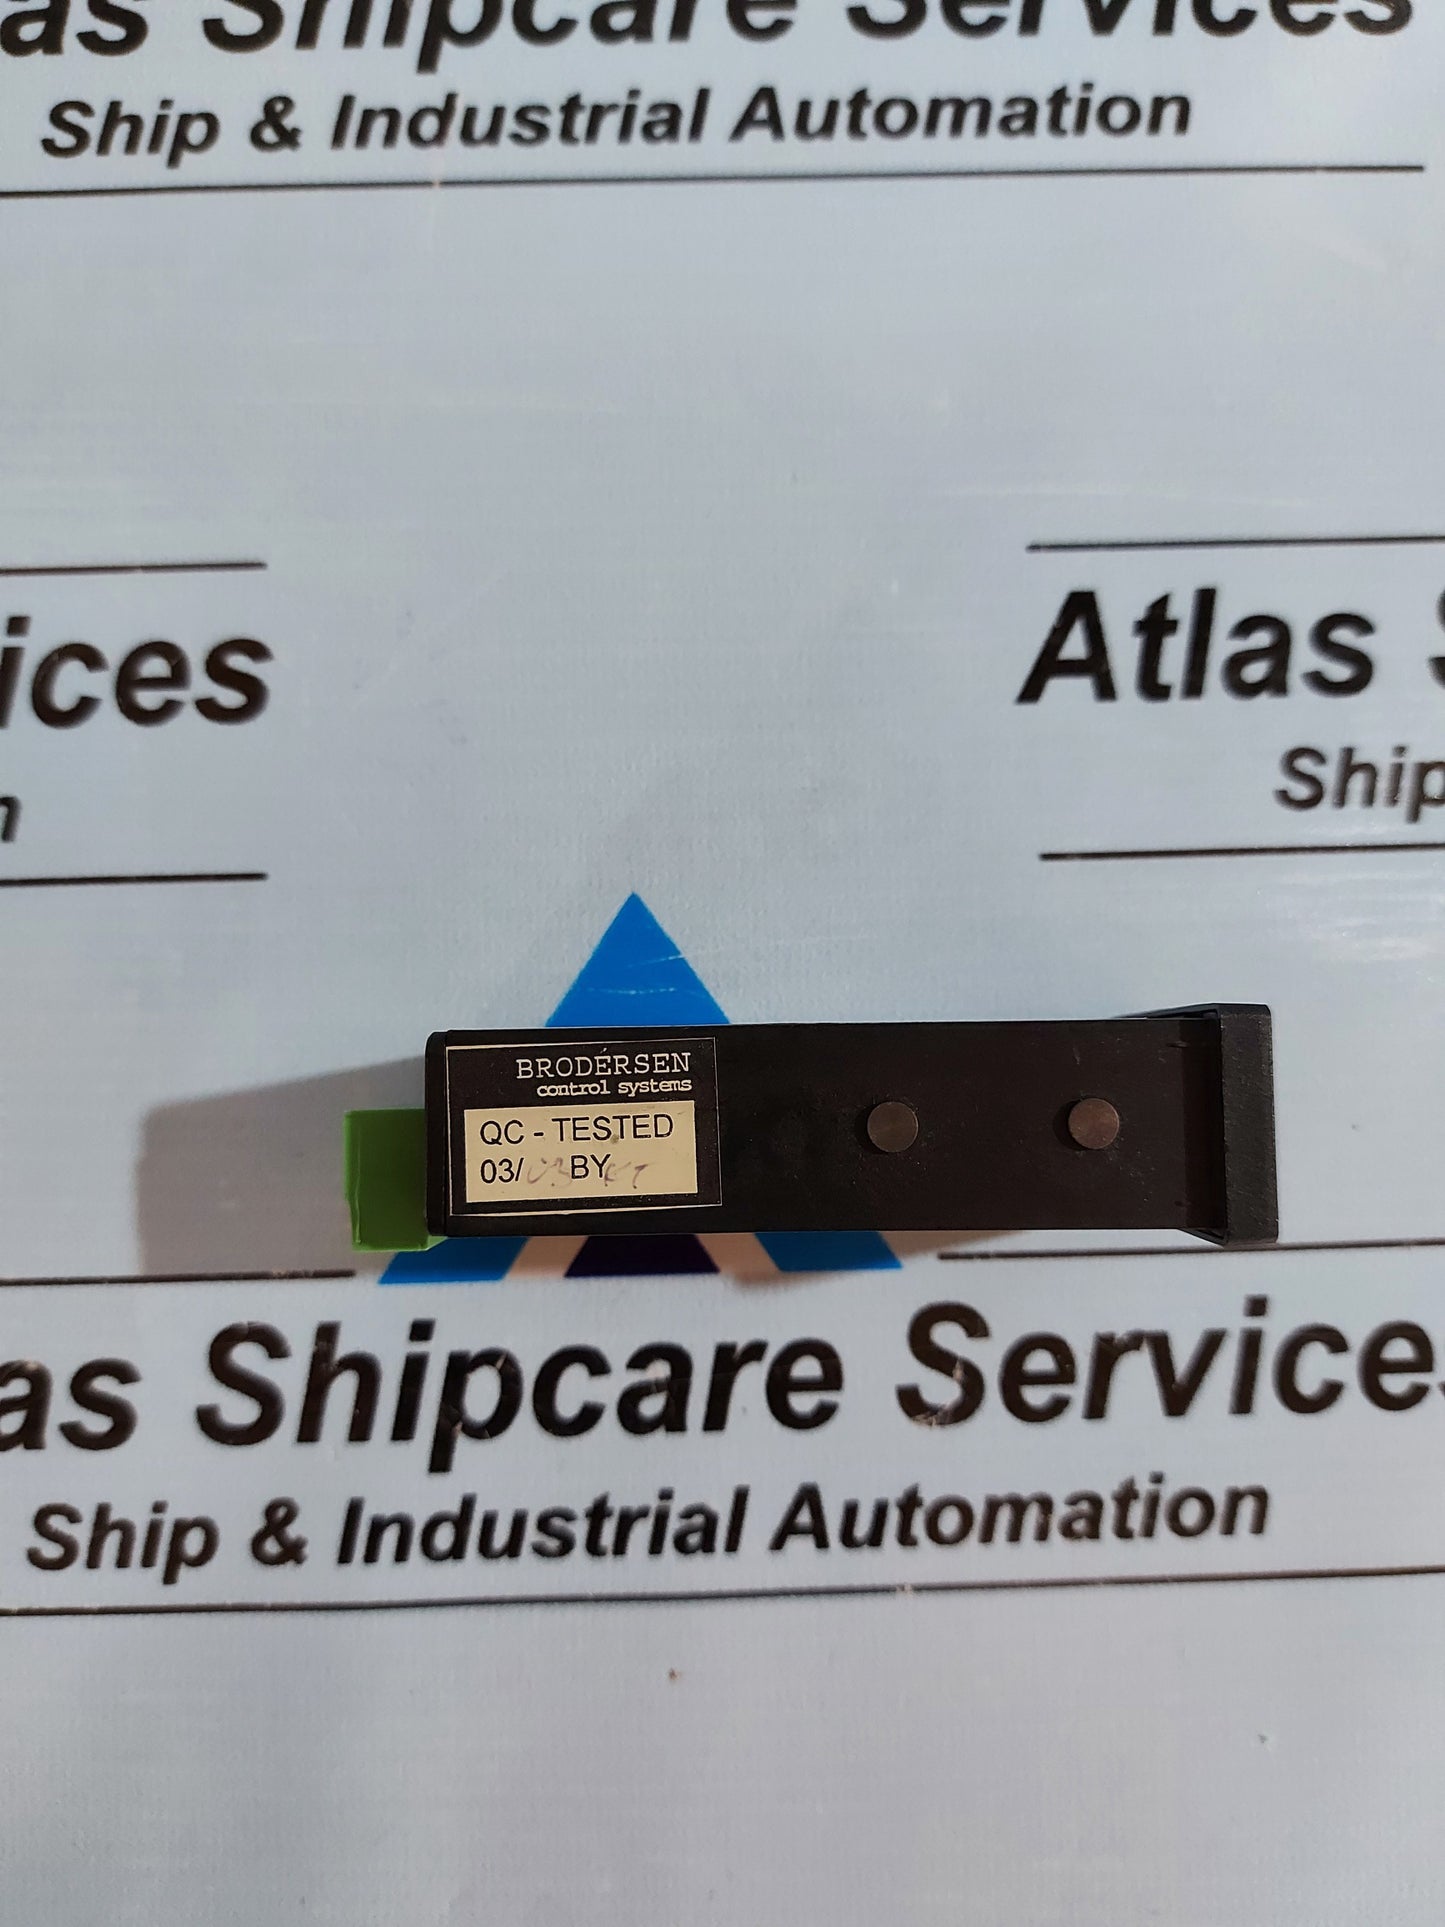 as Shipcare Services
Ship & Industrial Automation
ices
Atlas S
Ship
n
BRODERSEN
control systems
QC - TESTED
03/ BY
as Shipcare Services
Ship & Industrial Automation